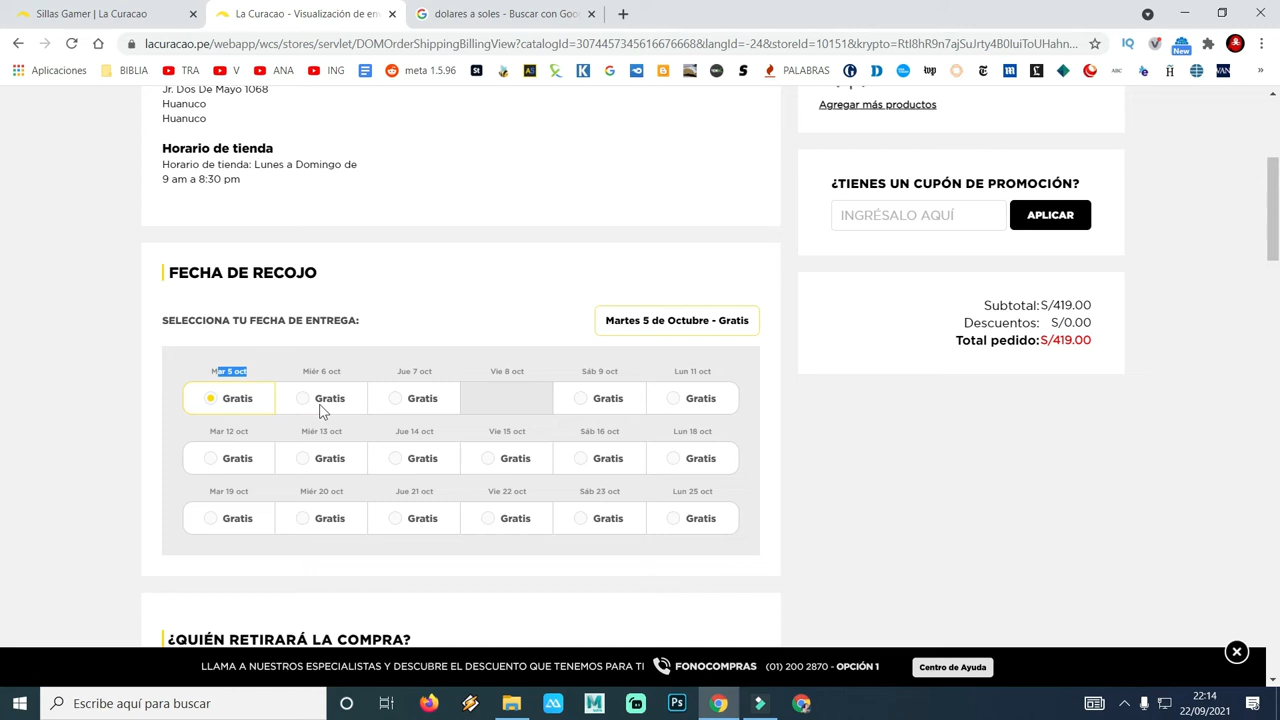 Sillas Gamer | La Curacao
La Curacao - Visualización de en
dolares a soles - Buscar con Goo
lacuracao.pe/webapp/wcs/stores/servlet/DOMOrderShippingBillingView?catalogId=3074457345616676668&langId=-24&storeId=10151&krypto=
Aplicaciones
BIBLIA
TRA
V
ANA
ING
meta 1.5.96
PALABRAS
Jr. Dos De Mayo 1068
Huanuco
Huanuco
Horario de tienda
Horario de tienda: Lunes a Domingo de
9 am a 8:30 pm
Agregar más productos
¿TIENES UN CUPÓN DE PROMOCIÓN?
INGRÉSALO AQUÍ
APLICAR
Subtotal: S/419.00
Descuentos: S/0.00
Total pedido: S/419.00
FECHA DE RECOJO
SELECCIONA TU FECHA DE ENTREGA:
Martes 5 de Octubre - Gratis
Mar 5 oct Miér 6 oct Jue 7 oct Vie 8 oct Sáb 9 oct Lun 11 oct
Gratis Gratis Gratis Gratis Gratis
Mar 12 oct Miér 13 oct Jue 14 oct Vie 15 oct Sáb 16 oct Lun 18 oct
Gratis Gratis Gratis Gratis Gratis Gratis
Mar 19 oct Miér 20 oct Jue 21 oct Vie 22 oct Sáb 23 oct Lun 25 oct
Gratis Gratis Gratis Gratis Gratis Gratis
¿QUIÉN RETIRARÁ LA COMPRA?
LLAMA A NUESTROS ESPECIALISTAS Y DESCUBRE EL DESCUENTO QUE TENEMOS PARA TI FONOCOMPRAS (01) 200 2870 - OPCIÓN 1
Centro de Ayuda
Escribe aquí para buscar
22:14
22/09/2021